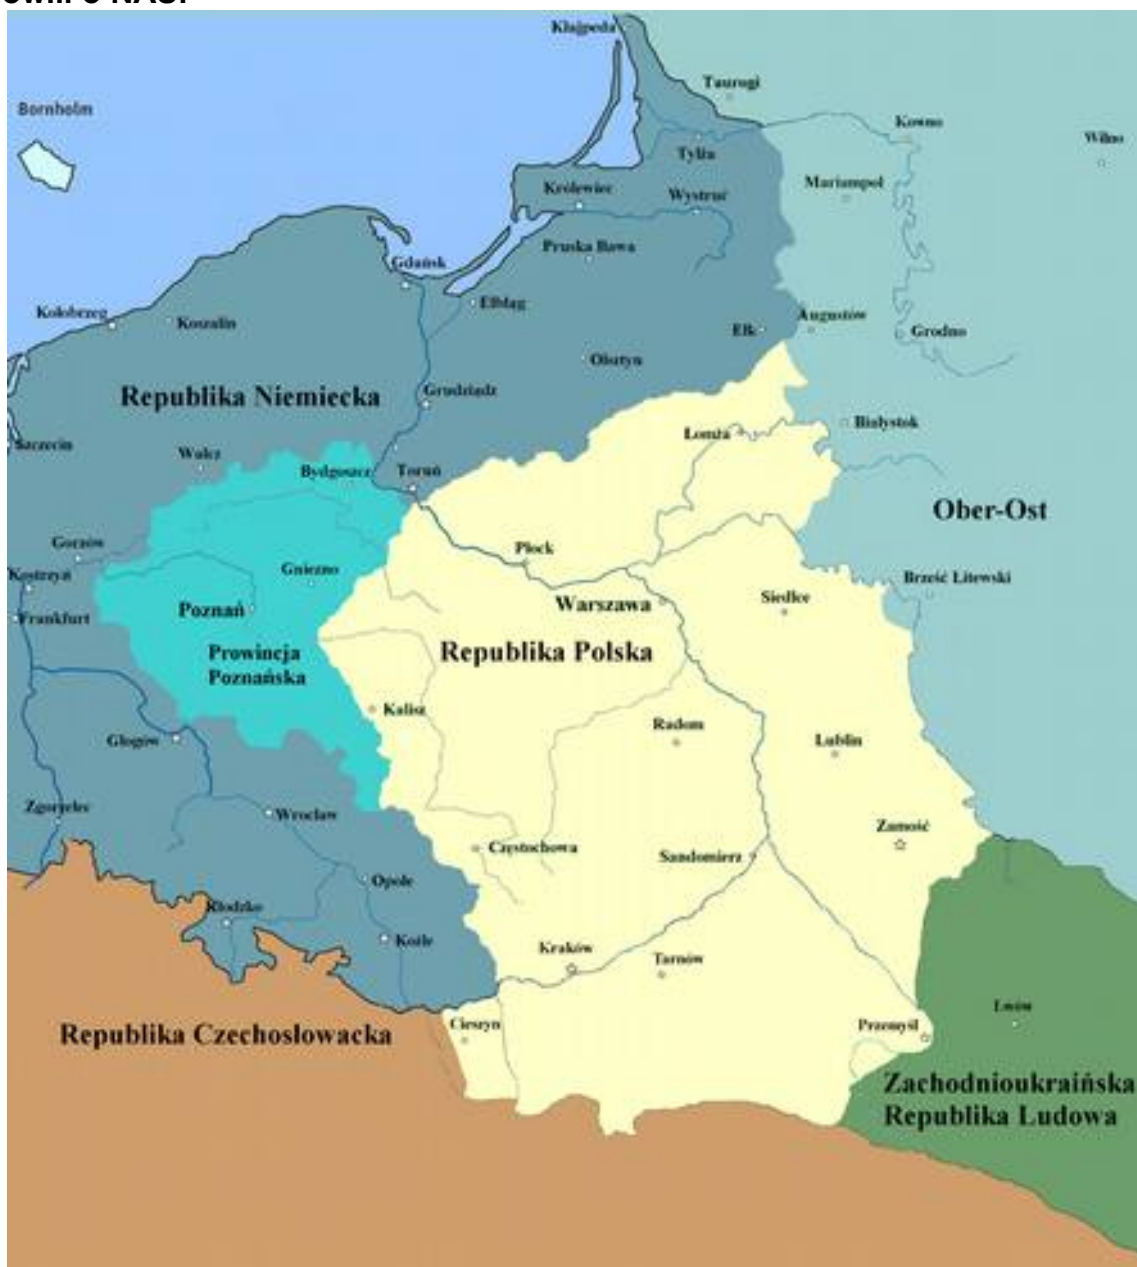 Kłajpeda
Taurogi
Bornholm
Kowno
Wilno
Tylża
Mariampol
Królewiec
Wystruć
Pruska Iława
Gdańsk
Elbląg
Kołobrzeg
Koszalin
Augustów
Ełk
Grodno
Olsztyn
Republika Niemiecka
Grudziądz
Białystok
Szczecin
Łomża
Wałcz
Bydgoszcz
Toruń
Ober-Ost
Gorzów
Płock
Gniezno
Kostrzyń
Brześć Litewski
Warszawa
Siedlce
Poznań
Frankfurt
Prowincja
Poznańska
Republika Polska
Kalisz
Radom
Głogów
Lublin
Zgorzelec
Wrocław
Zamość
Częstochowa
Sandomierz
Opole
Kłodzko
Koźle
Kraków
Tarnów
Lwów
Republika Czechosłowacka
Cieszyn
Przemyśl
Zachodnioukraińska
Republika Ludowa